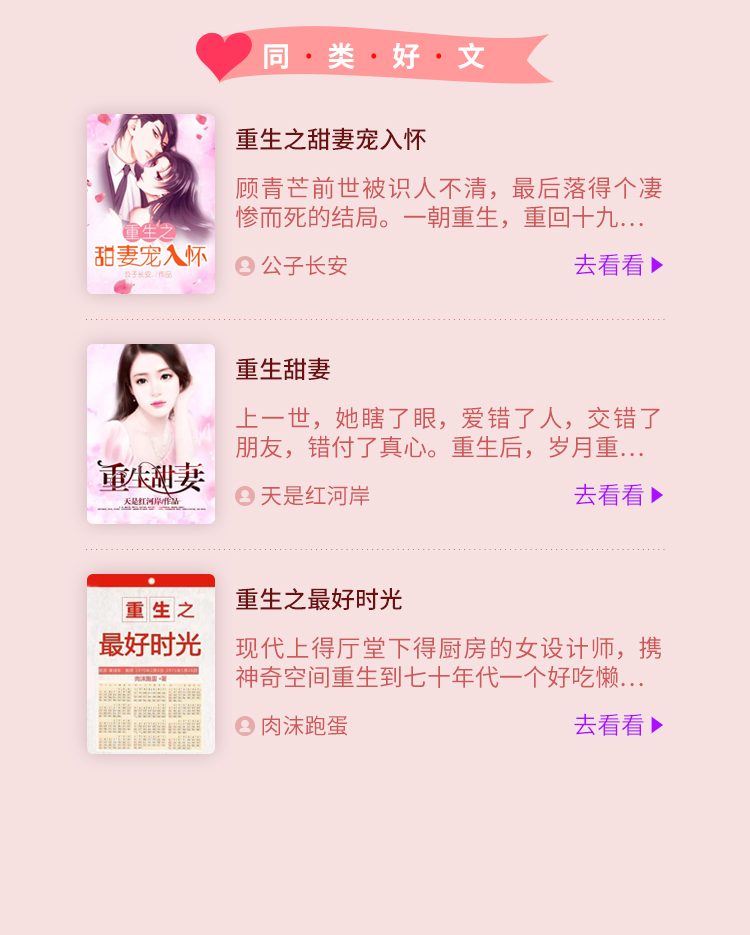 同·类·好·文
重生之甜妻宠入怀
顾青芒前世被识人不清，最后落得个凄
惨而死的结局。一朝重生，重回十九...
公子长安
去看看
重生之
甜妻宠入怀
公子长安 作品
重生甜妻
上一世，她瞎了眼，爱错了人，交错了
朋友，错付了真心。重生后，岁月重...
天是红河岸
去看看
重生甜妻
天是红河岸/作品
重生之最好时光
现代上得厅堂下得厨房的女设计师，携
神奇空间重生到七十年代一个好吃懒...
肉沫跑蛋
去看看
重生之
最好时光
肉沫跑蛋·著